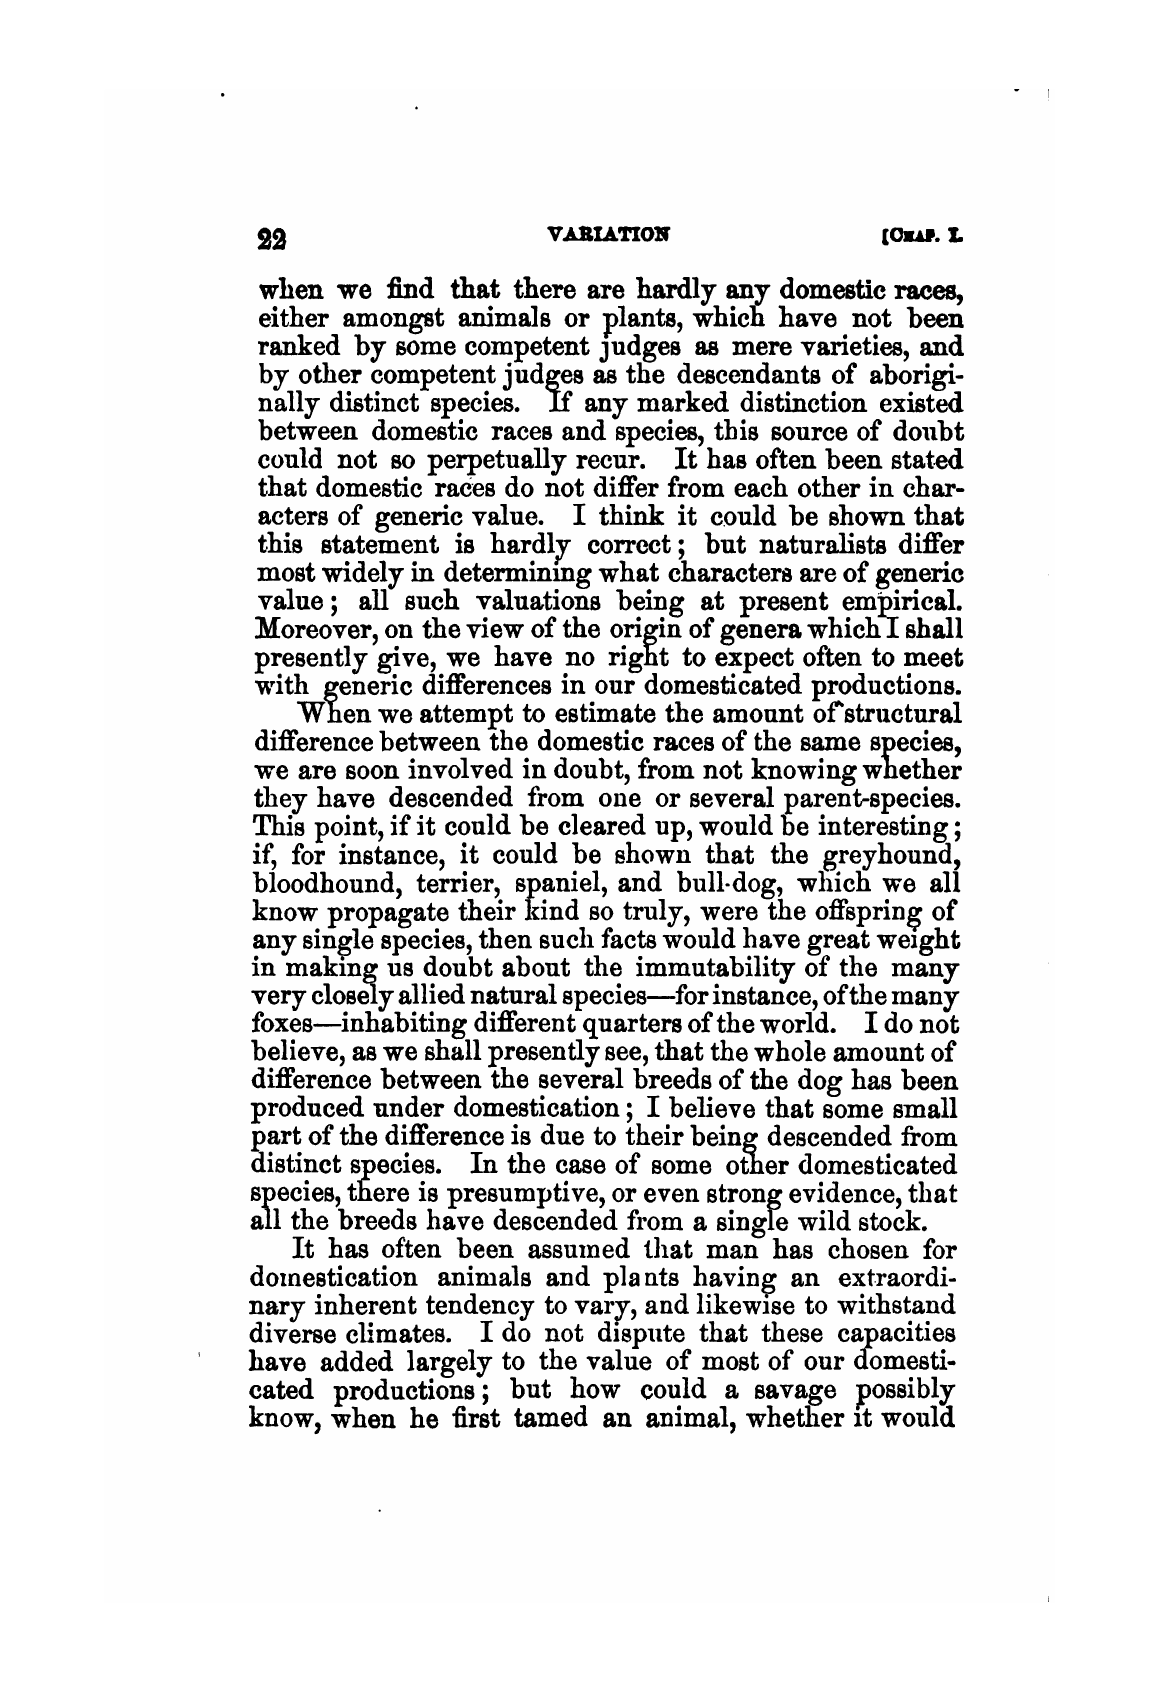 22 VARIATION [CHAP. I.
when we find that there are hardly any domestic races,
either amongst animals or plants, which have not been
ranked by some competent judges as mere varieties, and
by other competent judges as the descendants of aborigi-
nally distinct species. If any marked distinction existed
between domestic races and species, this source of doubt
could not so perpetually recur. It has often been stated
that domestic races do not differ from each other in char-
acters of generic value. I think it could be shown that
this statement is hardly correct; but naturalists differ
most widely in determining what characters are of generic
value; all such valuations being at present empirical.
Moreover, on the view of the origin of genera which I shall
presently give, we have no right to expect often to meet
with generic differences in our domesticated productions.
When we attempt to estimate the amount of structural
difference between the domestic races of the same species,
we are soon involved in doubt, from not knowing whether
they have descended from one or several parent-species.
This point, if it could be cleared up, would be interesting;
if, for instance, it could be shown that the greyhound,
bloodhound, terrier, spaniel, and bull-dog, which we all
know propagate their kind so truly, were the offspring of
any single species, then such facts would have great weight
in making us doubt about the immutability of the many
very closely allied natural species—for instance, of the many
foxes—inhabiting different quarters of the world. I do not
believe, as we shall presently see, that the whole amount of
difference between the several breeds of the dog has been
produced under domestication; I believe that some small
part of the difference is due to their being descended from
distinct species. In the case of some other domesticated
species, there is presumptive, or even strong evidence, that
all the breeds have descended from a single wild stock.
It has often been assumed that man has chosen for
domestication animals and plants having an extraordi-
nary inherent tendency to vary, and likewise to withstand
diverse climates. I do not dispute that these capacities
have added largely to the value of most of our domesti-
cated productions; but how could a savage possibly
know, when he first tamed an animal, whether it would